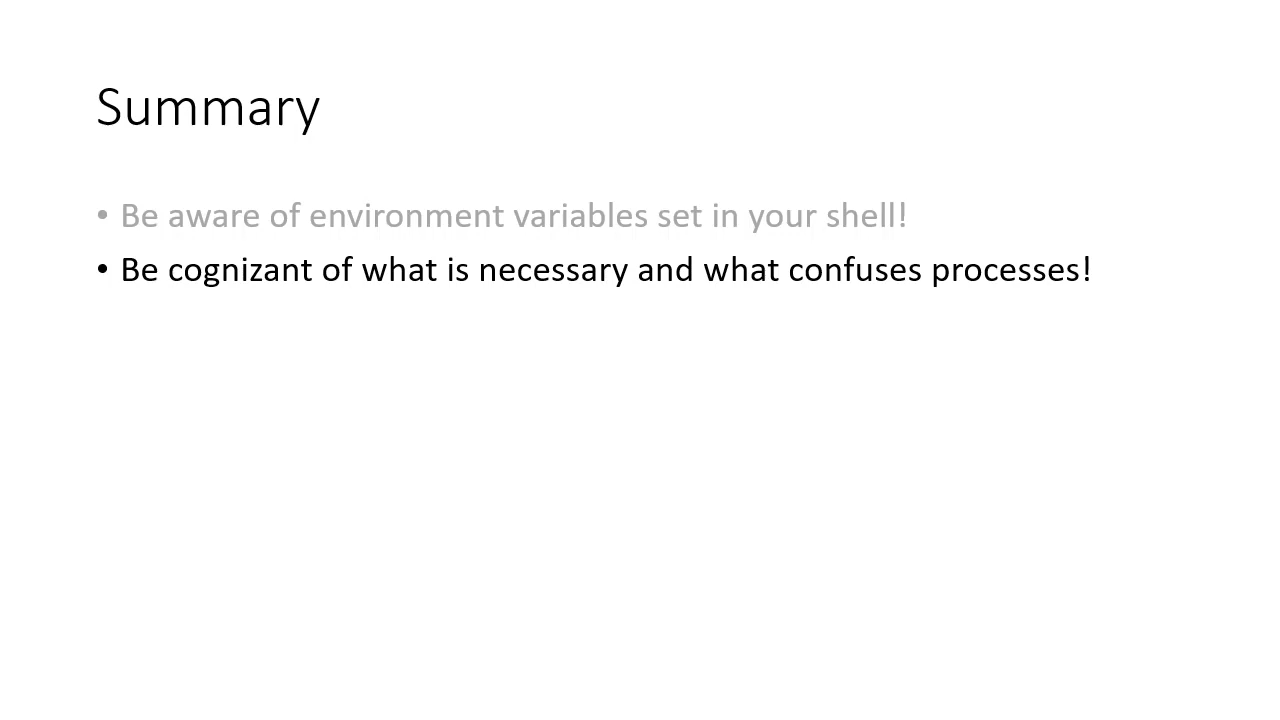 Summary
• Be aware of environment variables set in your shell!
• Be cognizant of what is necessary and what confuses processes!